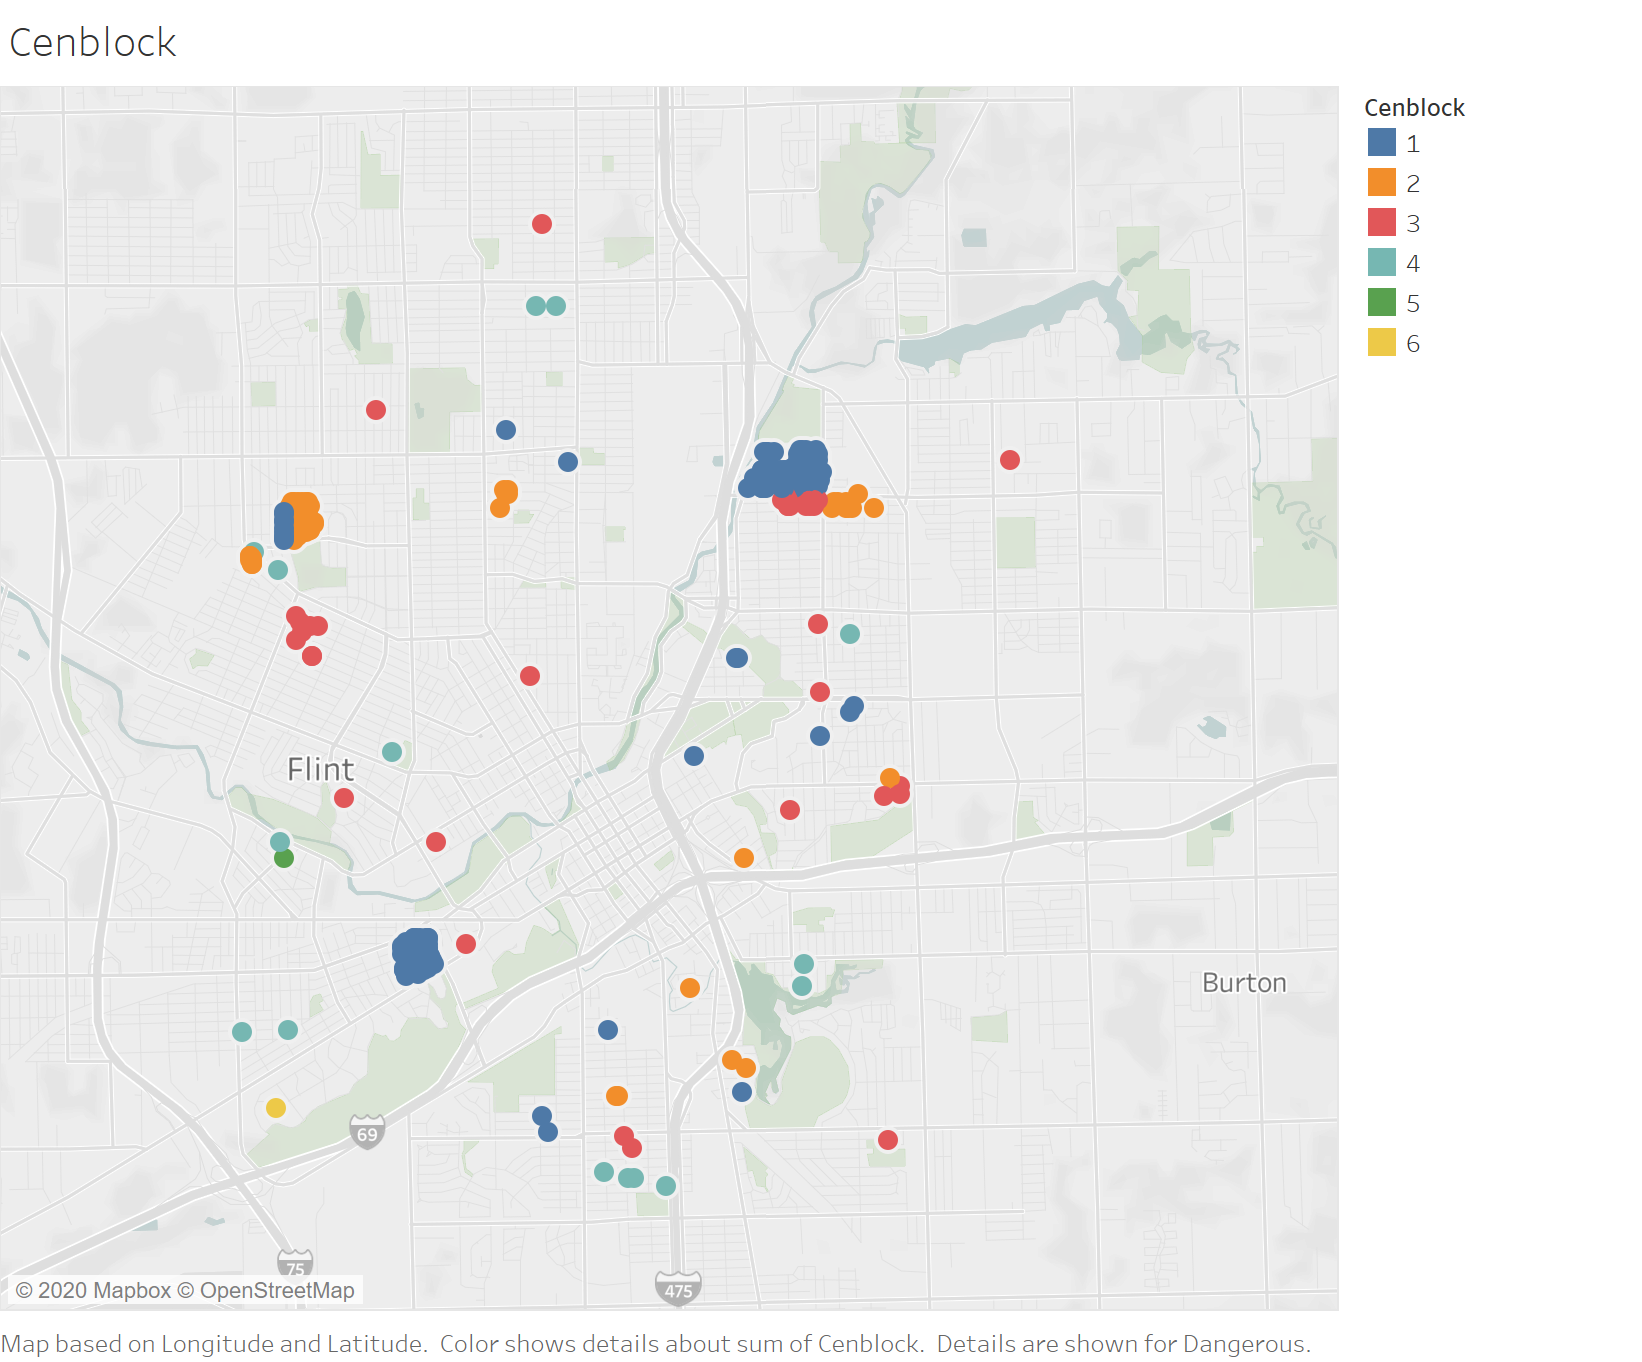 Cenblock
Cenblock
1
2
3
4
5
6
Flint
Burton
69
75
475
© 2020 Mapbox © OpenStreetMap
Map based on Longitude and Latitude.  Color shows details about sum of Cenblock.  Details are shown for Dangerous.